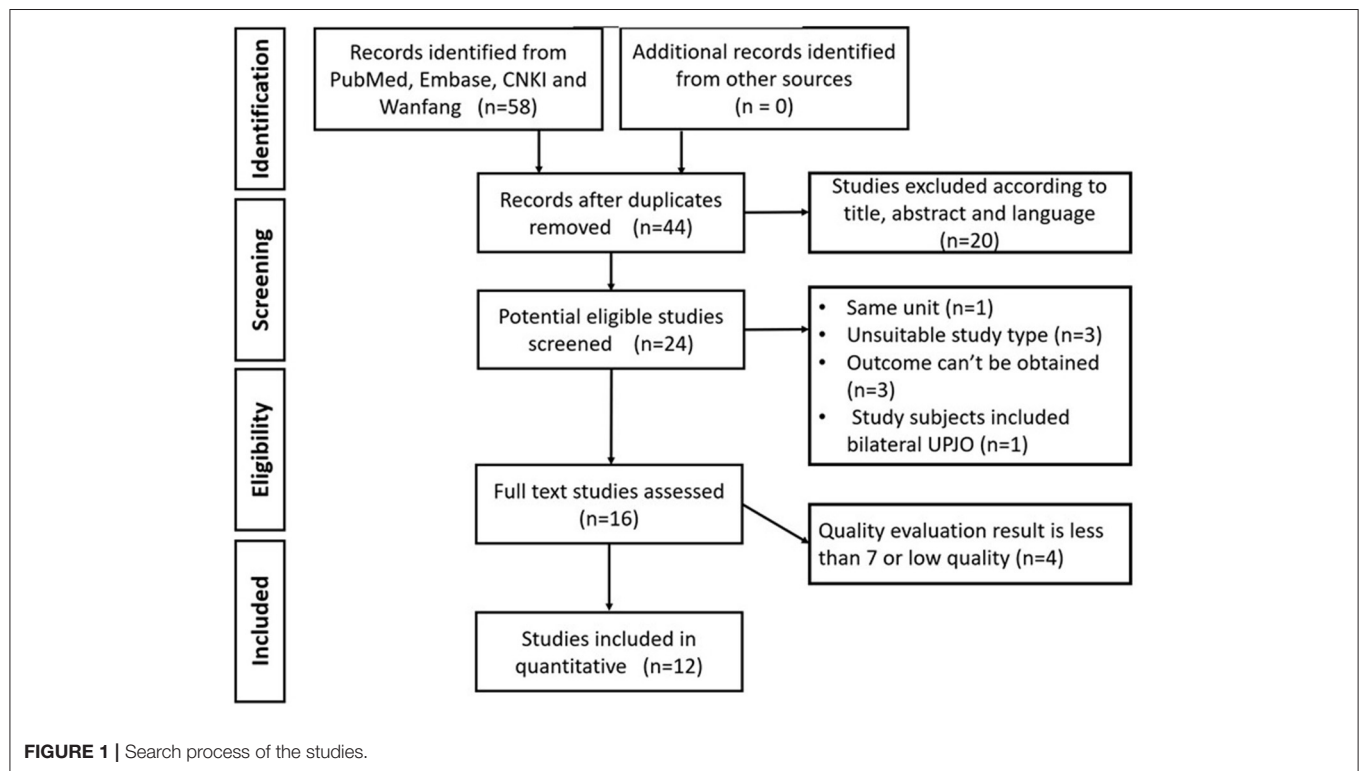 Identification
Records identified from
PubMed, Embase, CNKI and
Wanfang (n=58)
Additional records identified
from other sources
(n = 0)
Screening
Records after duplicates
removed (n=44)
Studies excluded according to
title, abstract and language
(n=20)
Potential eligible studies
screened (n=24)
• Same unit (n=1)
• Unsuitable study type (n=3)
• Outcome can't be obtained
(n=3)
• Study subjects included
bilateral UPJO (n=1)
Eligibility
Full text studies assessed
(n=16)
Quality evaluation result is less
than 7 or low quality (n=4)
Included
Studies included in
quantitative (n=12)
FIGURE 1 | Search process of the studies.